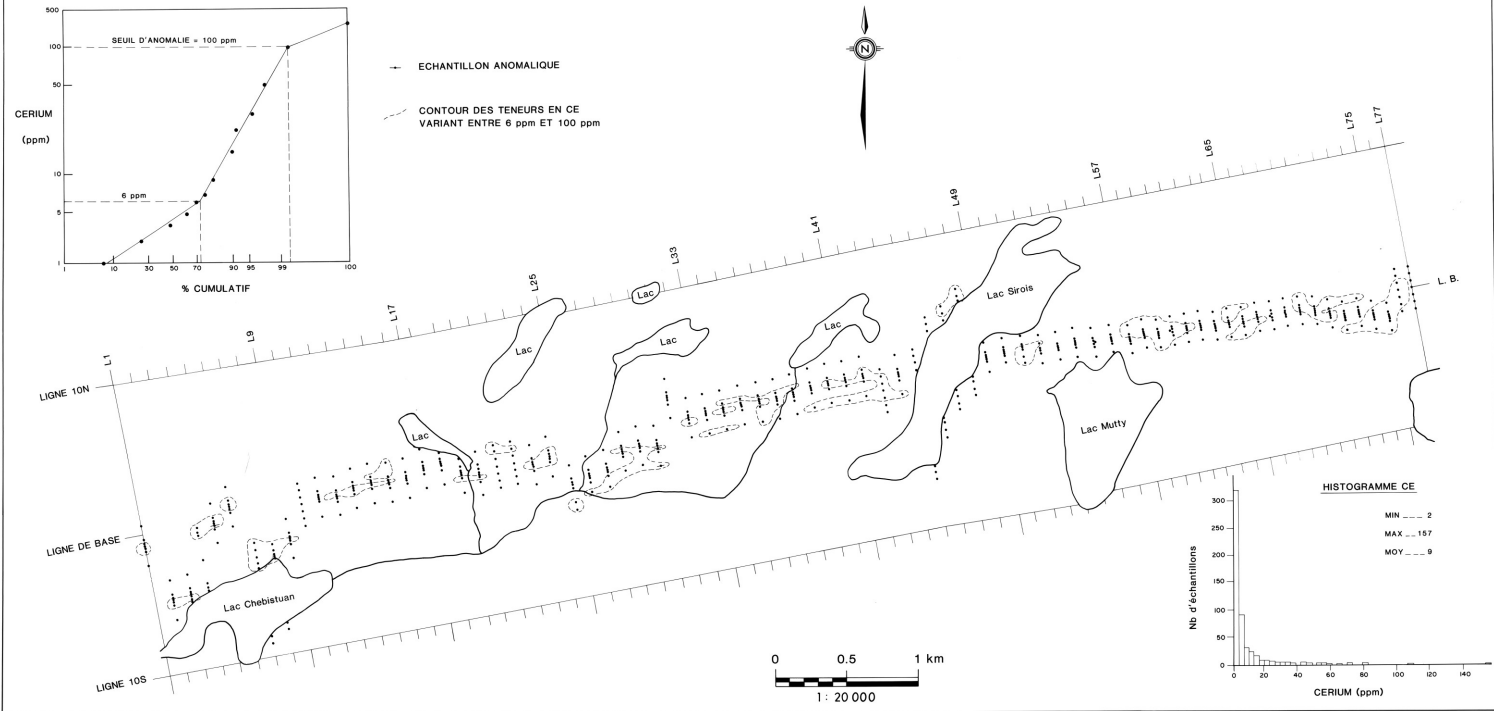 500
100
50
10
5
1
CERIUM
(ppm)
SEUIL D'ANOMALIE = 100 ppm
6 ppm
1 10 30 50 70 90 95 99 100
% CUMULATIF
ECHANTILLON ANOMALIQUE
CONTOUR DES TENEURS EN CE
VARIANT ENTRE 6 ppm ET 100 ppm
N
L1
L9
L17
L25
L33
L41
L49
L57
L65
L75
L77
LIGNE 10N
LIGNE DE BASE
LIGNE 10S
L. B.
Lac
Lac
Lac
Lac
Lac
Lac Sirois
Lac Mutty
Lac Chebistuan
0 0.5 1 km
1: 20 000
HISTOGRAMME CE
MIN ___ 2
MAX __ 157
MOY ___ 9
Nb d'échantillons
300
250
200
150
100
50
0
0 20 40 60 80 100 120 140
CERIUM (ppm)